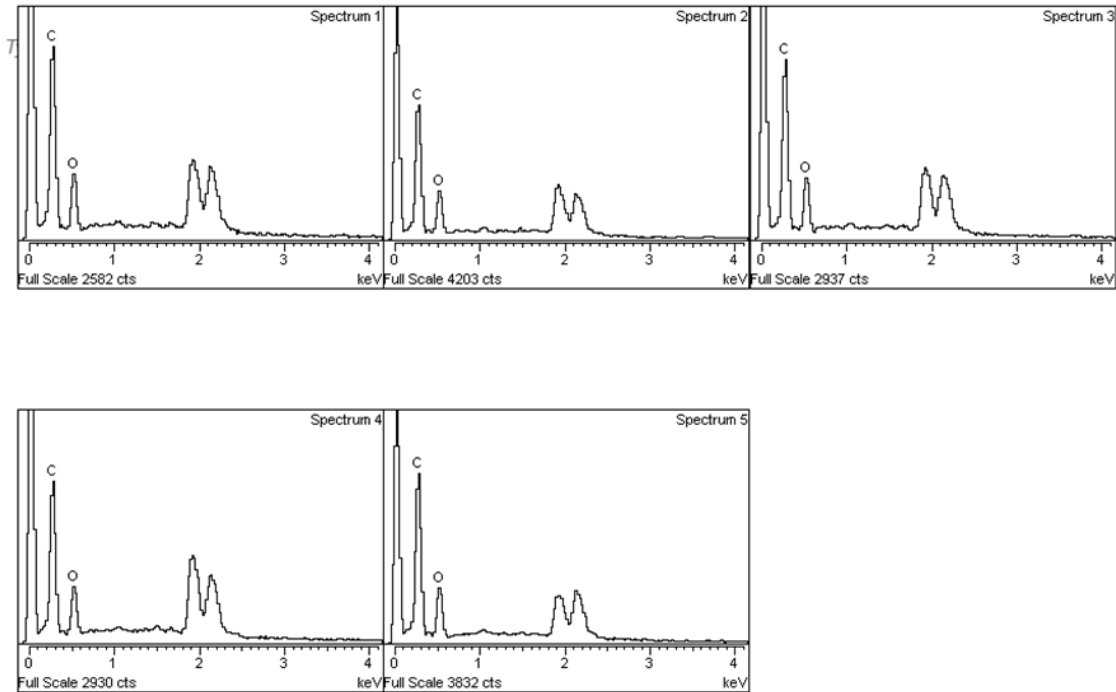 Spectrum 1
C
O
0 1 2 3 4
Full Scale 2582 cts keV
Spectrum 2
C
O
0 1 2 3 4
Full Scale 4203 cts keV
Spectrum 3
C
O
0 1 2 3 4
Full Scale 2937 cts keV
Spectrum 4
C
O
0 1 2 3 4
Full Scale 2930 cts keV
Spectrum 5
C
O
0 1 2 3 4
Full Scale 3832 cts keV